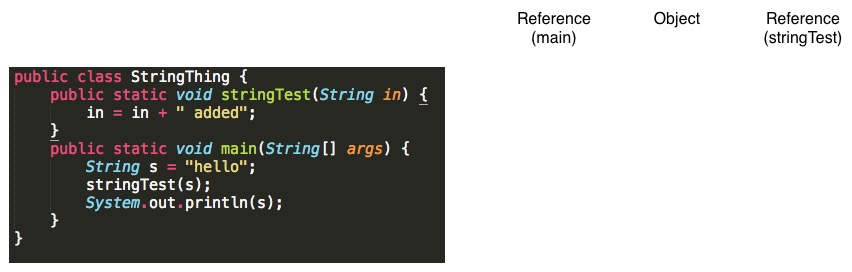 Reference Object Reference
(main) (stringTest)
public class StringThing {
    public static void stringTest(String in) {
        in = in + " added";
    }
    public static void main(String[] args) {
        String s = "hello";
        stringTest(s);
        System.out.println(s);
    }
}